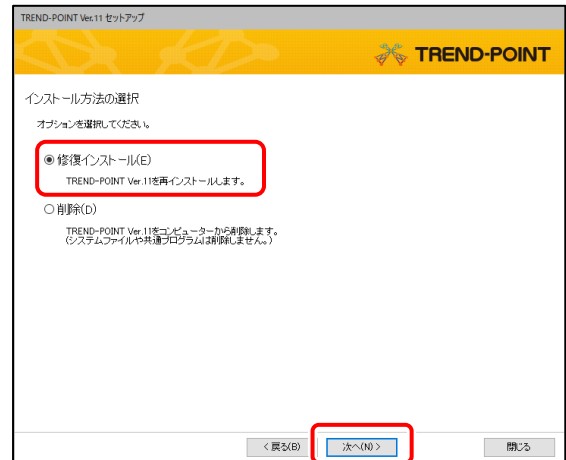 TREND-POINT Ver.11 セットアップ
TREND-POINT
インストール方法の選択
オプションを選択してください。
修復インストール(E)
TREND-POINT Ver.11を再インストールします。
削除(D)
TREND-POINT Ver.11をコンピューターから削除します。
(システムファイルや共通プログラムは削除しません。)
< 戻る(B) 次へ(N) > 閉じる